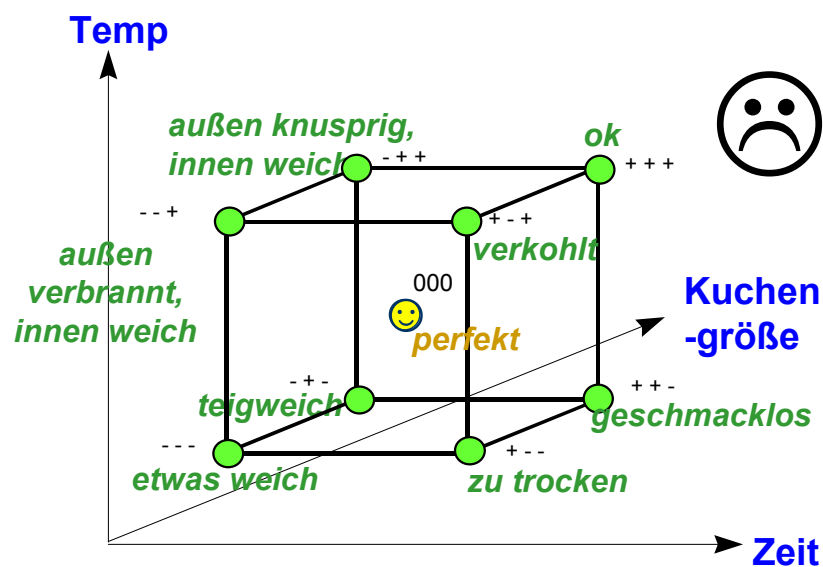 Temp
außen knusprig,
innen weich
- + +
ok
+ + +
- - +
+ - +
verkohlt
außen
verbrannt,
innen weich
000
perfekt
Kuchen
-größe
- + -
teigweich
+ + -
geschmacklos
- - -
etwas weich
+ - -
zu trocken
Zeit